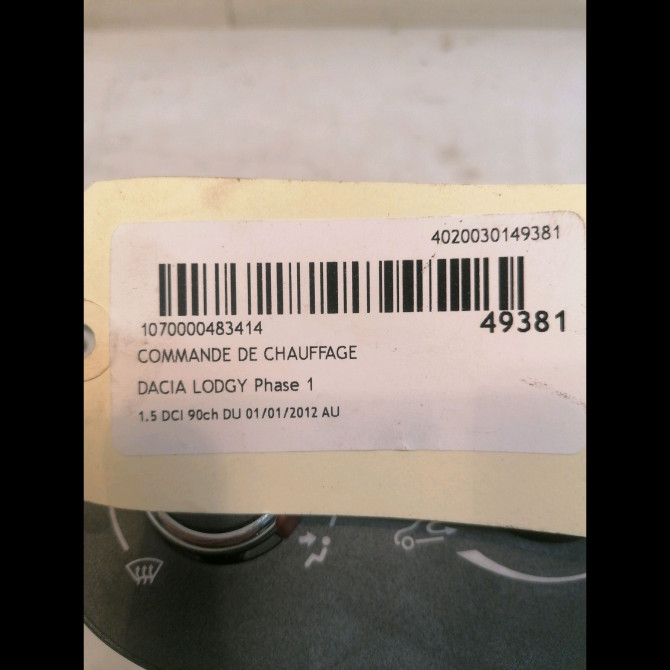 4020030149381
1070000483414
49381
COMMANDE DE CHAUFFAGE
DACIA LODGY Phase 1
1.5 DCI 90ch DU 01/01/2012 AU